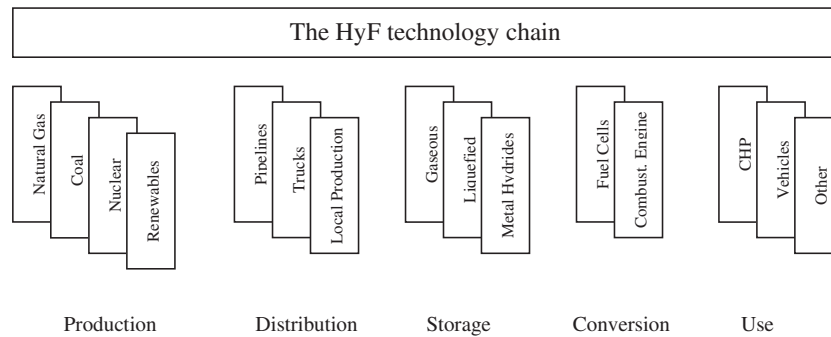 The HyF technology chain
Natural Gas
Coal
Nuclear
Renewables
Pipelines
Trucks
Local Production
Gaseous
Liquefied
Metal Hydrides
Fuel Cells
Combust. Engine
CHP
Vehicles
Other
Production
Distribution
Storage
Conversion
Use